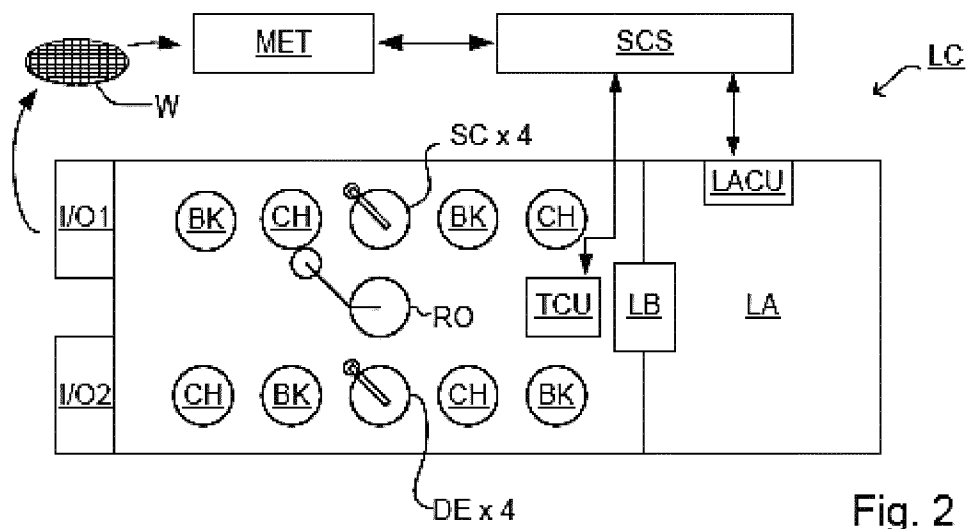 MET
SCS
LC
W
SC x 4
I/O1
BK
CH
BK
CH
LACU
RO
TCU
LB
LA
I/O2
CH
BK
CH
BK
DE x 4
Fig. 2